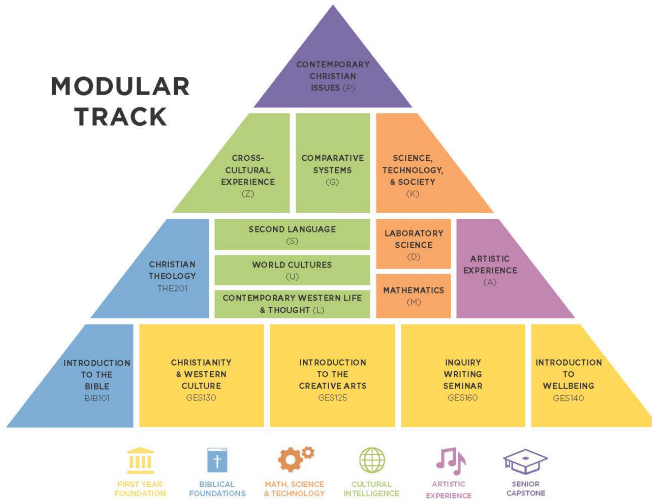 MODULAR
TRACK
CONTEMPORARY
CHRISTIAN
ISSUES (P)
CROSS-
CULTURAL
EXPERIENCE
(Z)
COMPARATIVE
SYSTEMS
(G)
SCIENCE,
TECHNOLOGY,
& SOCIETY
(K)
CHRISTIAN
THEOLOGY
THE201
SECOND LANGUAGE
(S)
WORLD CULTURES
(U)
CONTEMPORARY WESTERN LIFE
& THOUGHT (L)
LABORATORY
SCIENCE
(D)
MATHEMATICS
(M)
ARTISTIC
EXPERIENCE
(A)
INTRODUCTION
TO THE
BIBLE
BIB101
CHRISTIANITY
& WESTERN
CULTURE
GES130
INTRODUCTION
TO THE
CREATIVE ARTS
GES125
INQUIRY
WRITING
SEMINAR
GES160
INTRODUCTION
TO
WELLBEING
GES140
FIRST YEAR
FOUNDATION
BIBLICAL
FOUNDATIONS
MATH, SCIENCE
& TECHNOLOGY
CULTURAL
INTELLIGENCE
ARTISTIC
EXPERIENCE
SENIOR
CAPSTONE